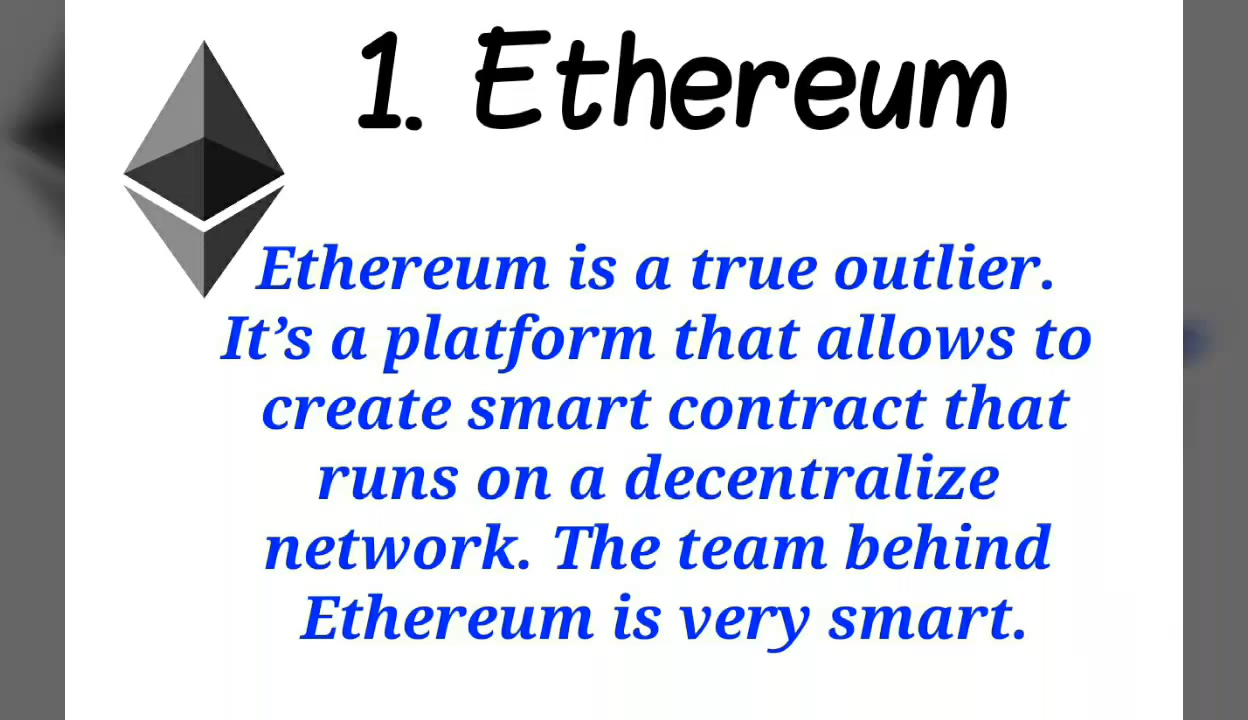 1. Ethereum
Ethereum is a true outlier.
It’s a platform that allows to
create smart contract that
runs on a decentralize
network. The team behind
Ethereum is very smart.